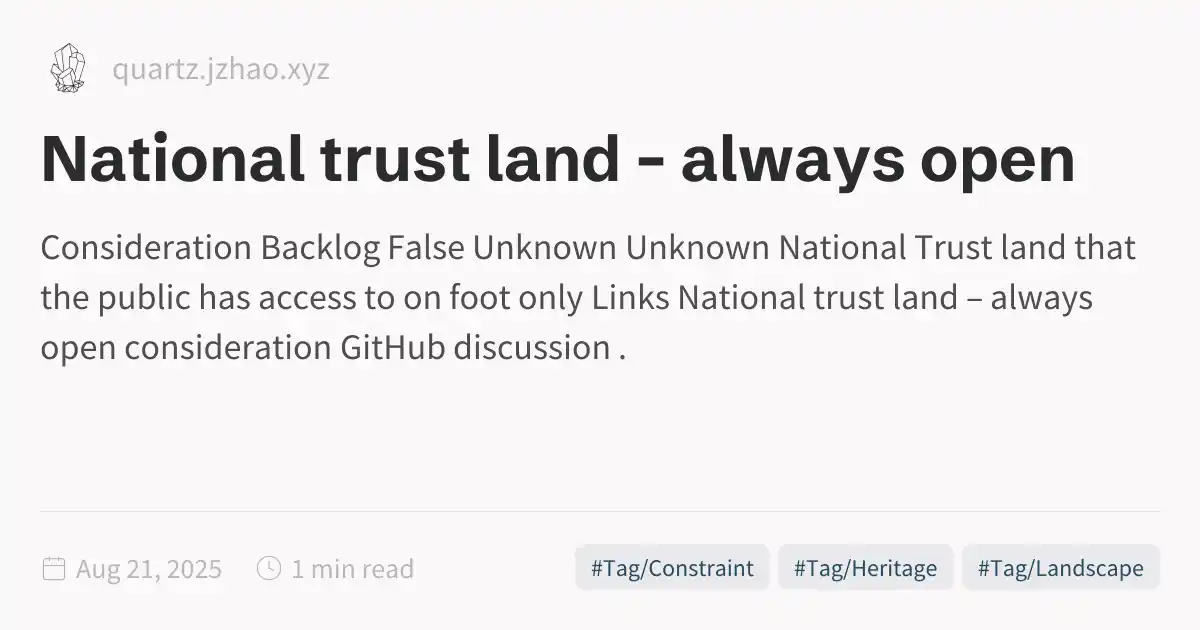 quartz.jzhao.xyz
National trust land – always open
Consideration Backlog False Unknown Unknown National Trust land that
the public has access to on foot only Links National trust land – always
open consideration GitHub discussion .
Aug 21, 2025
1 min read
#Tag/Constraint
#Tag/Heritage
#Tag/Landscape